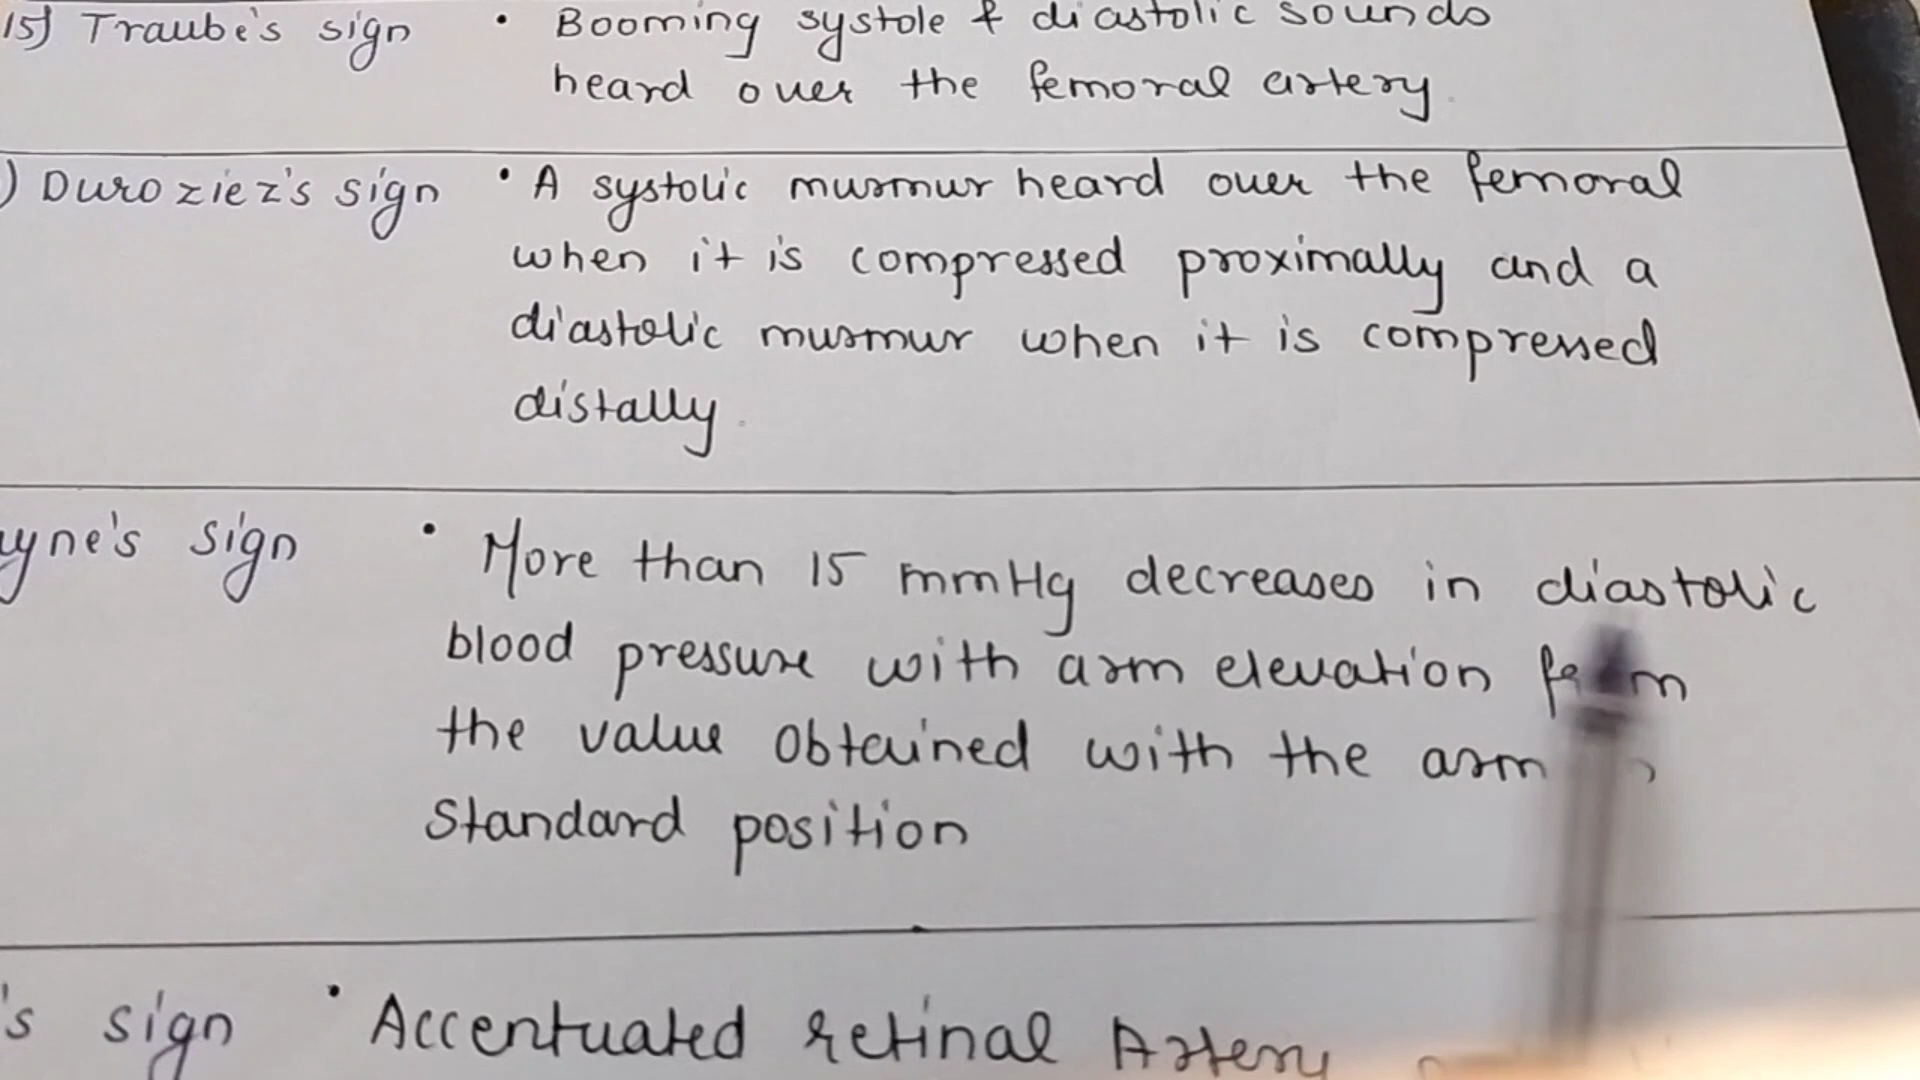 15) Traube's sign • Booming systole & diastolic sounds
heard over the femoral artery.
) Duroziez's sign • A systolic murmur heard over the femoral
when it is compressed proximally and a
diastolic murmur when it is compressed
distally.
yne's sign • More than 15 mmHg decreases in diastolic
blood pressure with arm elevation
the value obtained with the arm
standard position
's sign • Accentuated retinal Artery